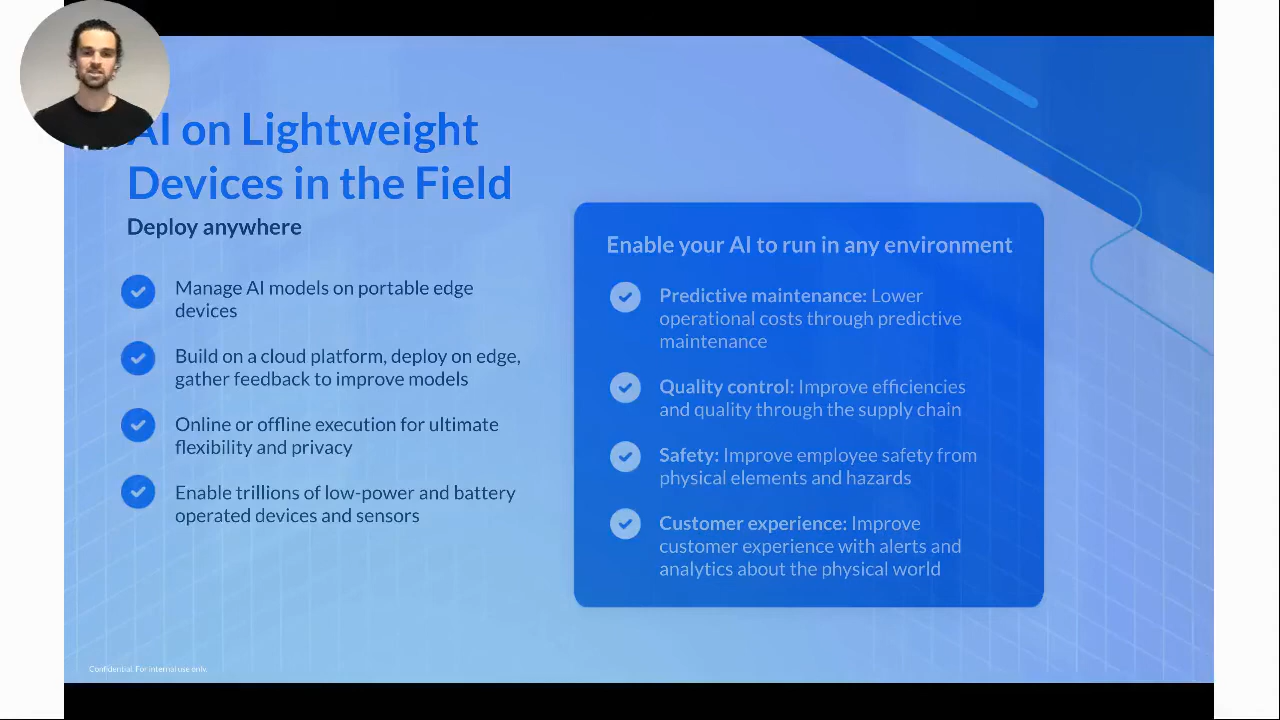 AI on Lightweight
Devices in the Field
Deploy anywhere
Manage AI models on portable edge
devices
Build on a cloud platform, deploy on edge,
gather feedback to improve models
Online or offline execution for ultimate
flexibility and privacy
Enable trillions of low-power and battery
operated devices and sensors
Enable your AI to run in any environment
Predictive maintenance: Lower
operational costs through predictive
maintenance
Quality control: Improve efficiencies
and quality through the supply chain
Safety: Improve employee safety from
physical elements and hazards
Customer experience: Improve
customer experience with alerts and
analytics about the physical world
Confidential. For internal use only.